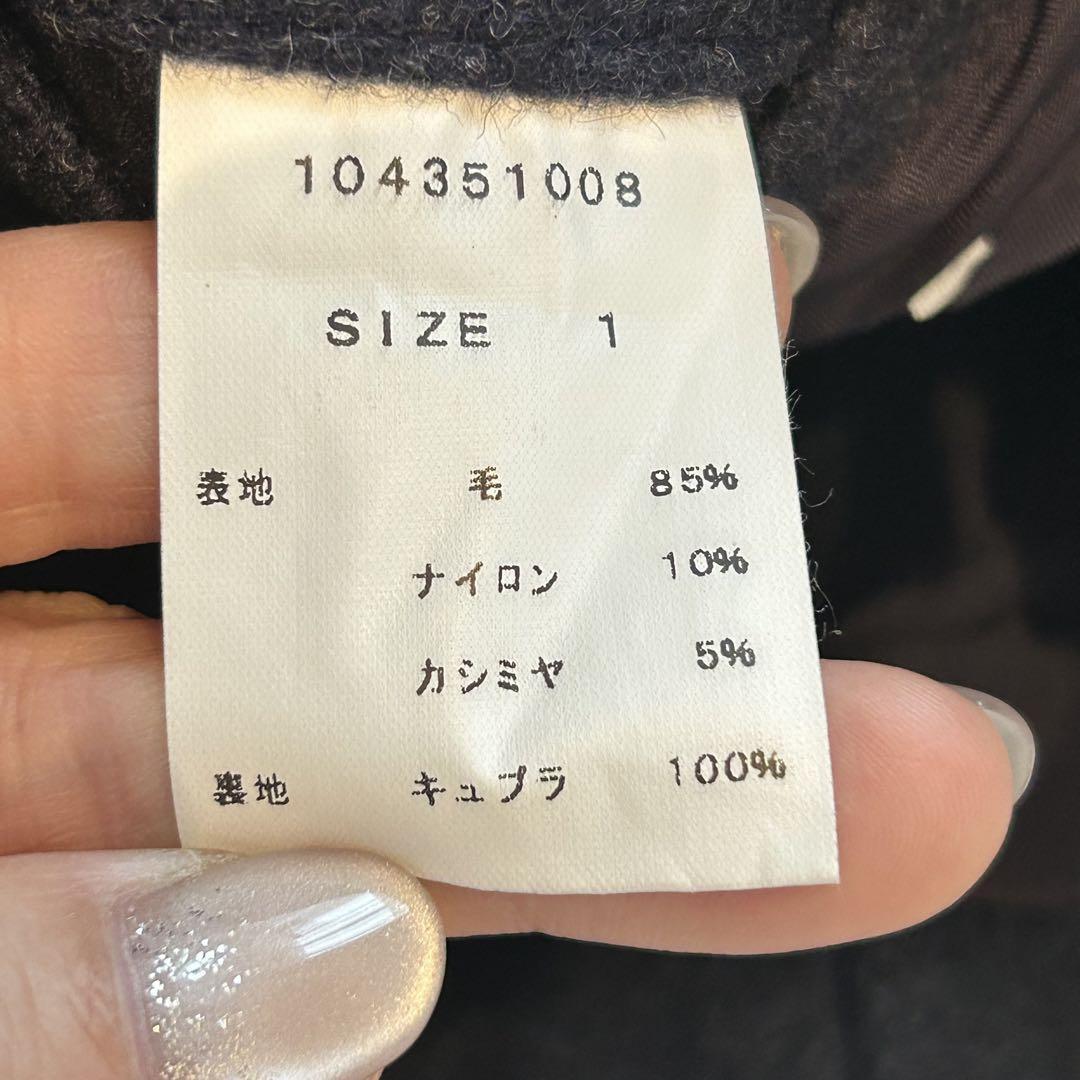 104351008
SIZE 1
表地 毛 85%
ナイロン 10%
カシミヤ 5%
裏地 キュプラ 100%